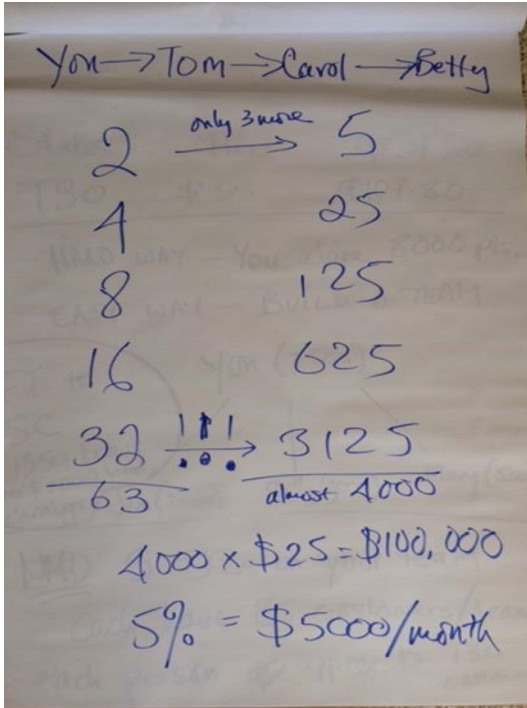 You → Tom → Carol → Betty
only 3 more
2 → 5
4 25
8 125
16 625
32 !!! → 3125
63 almost 4000
4000 x $25 = $100,000
5% = $5000/month